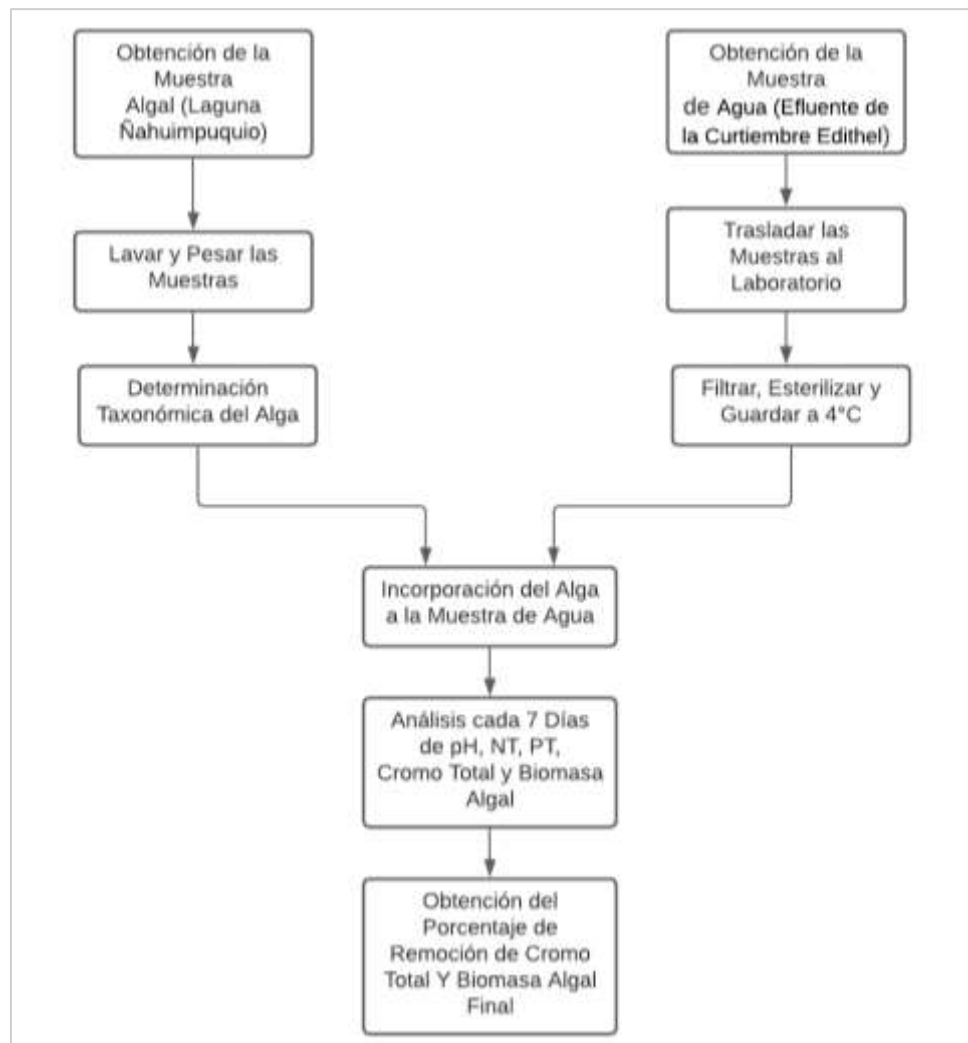 Obtención de la
Muestra
Algal (Laguna
Ñahuimpuquio)
Obtención de la
Muestra
de Agua (Efluente de
la Curtiembre Edithel)
Lavar y Pesar las
Muestras
Trasladar las
Muestras al
Laboratorio
Determinación
Taxonómica del Alga
Filtrar, Esterilizar y
Guardar a 4°C
Incorporación del Alga
a la Muestra de Agua
Análisis cada 7 Días
de pH, NT, PT,
Cromo Total y Biomasa
Algal
Obtención del
Porcentaje de
Remoción de Cromo
Total Y Biomasa Algal
Final